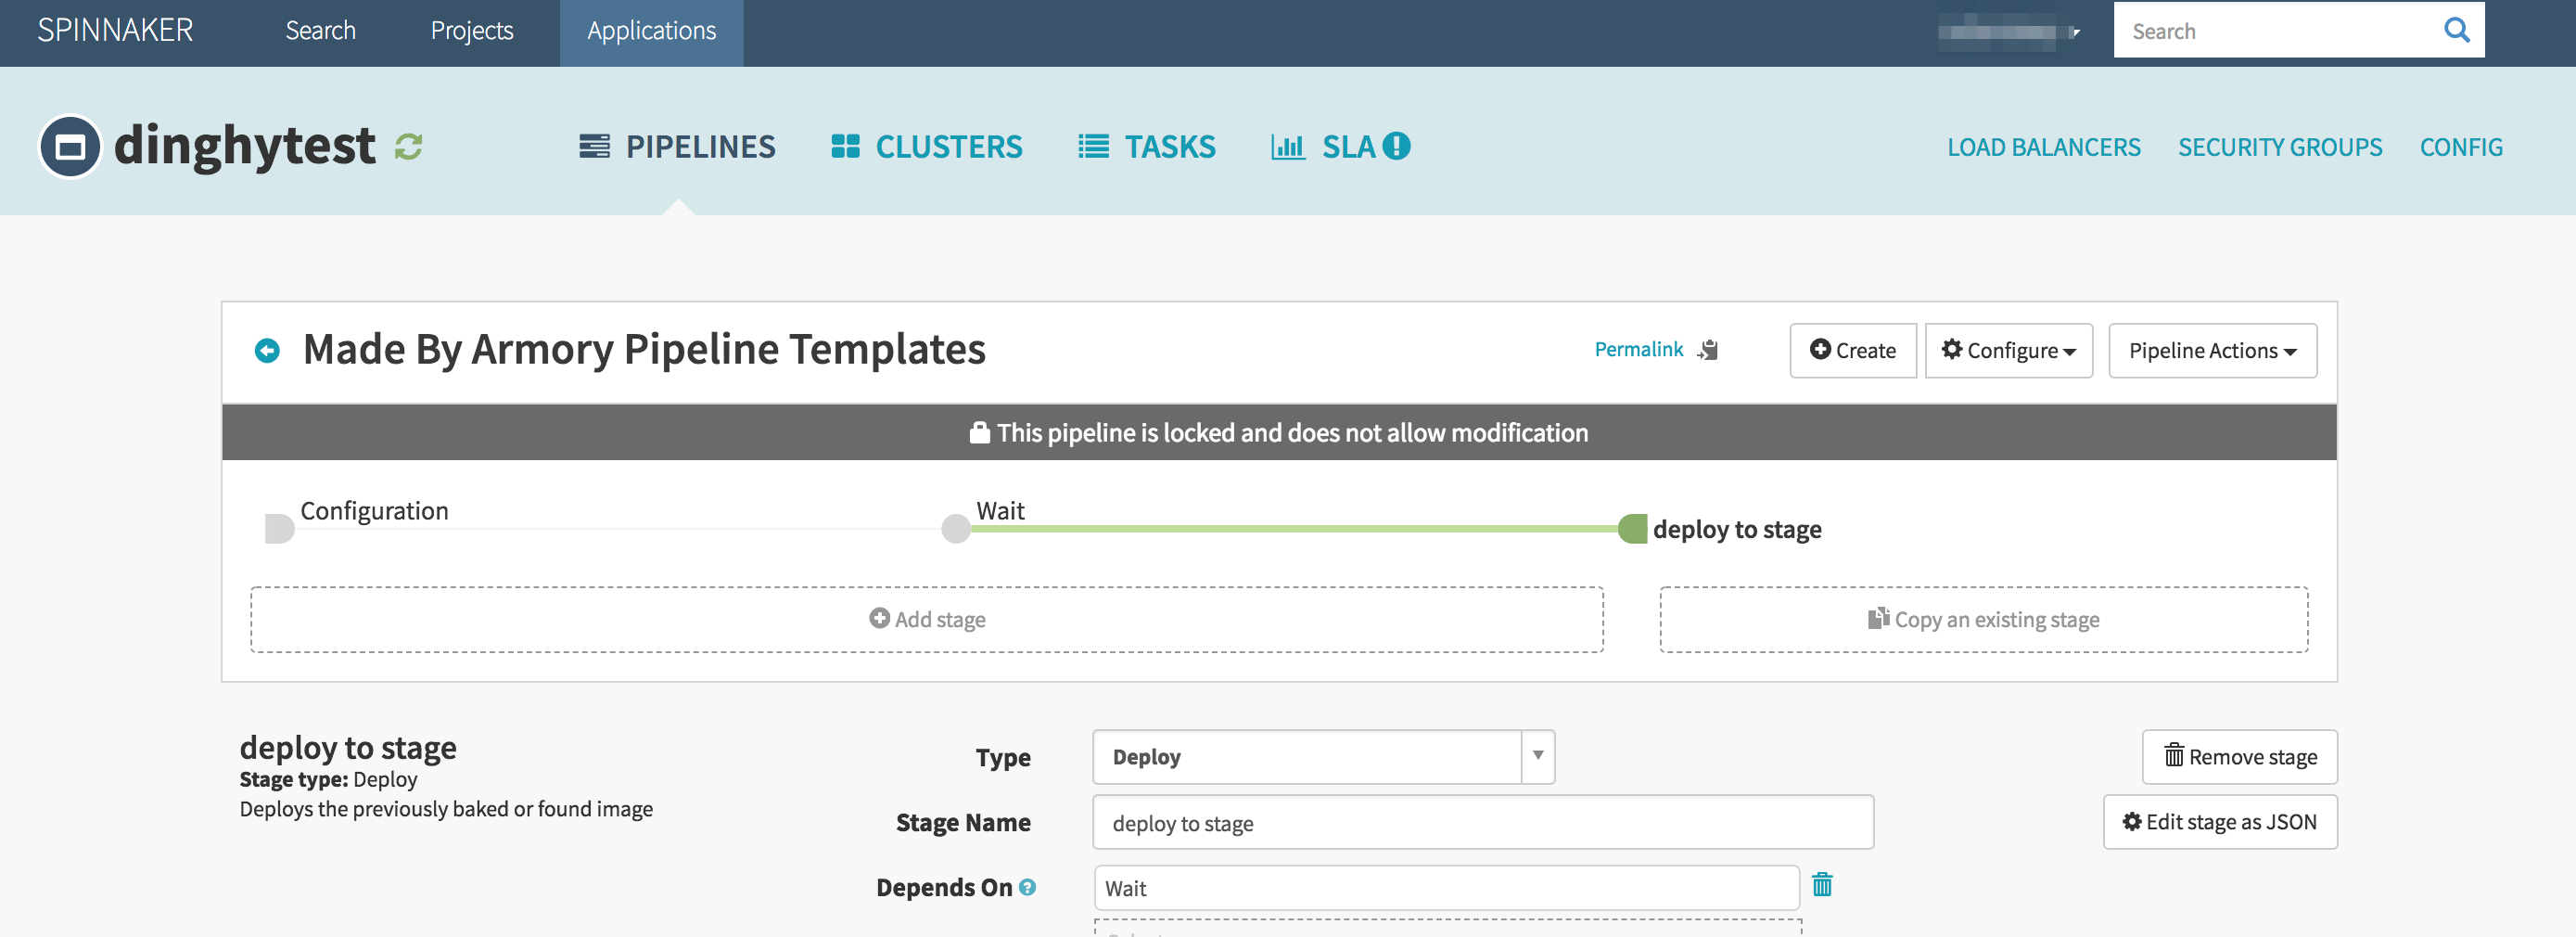 SPINNAKER Search Projects Applications Search
dinghytest PIPELINES CLUSTERS TASKS SLA LOAD BALANCERS SECURITY GROUPS CONFIG
Made By Armory Pipeline Templates Permalink Create Configure Pipeline Actions
This pipeline is locked and does not allow modification
Configuration Wait
deploy to stage
Add stage Copy an existing stage
deploy to stage
Stage type: Deploy
Deploys the previously baked or found image
Type Deploy Remove stage
Stage Name deploy to stage Edit stage as JSON
Depends On ? Wait